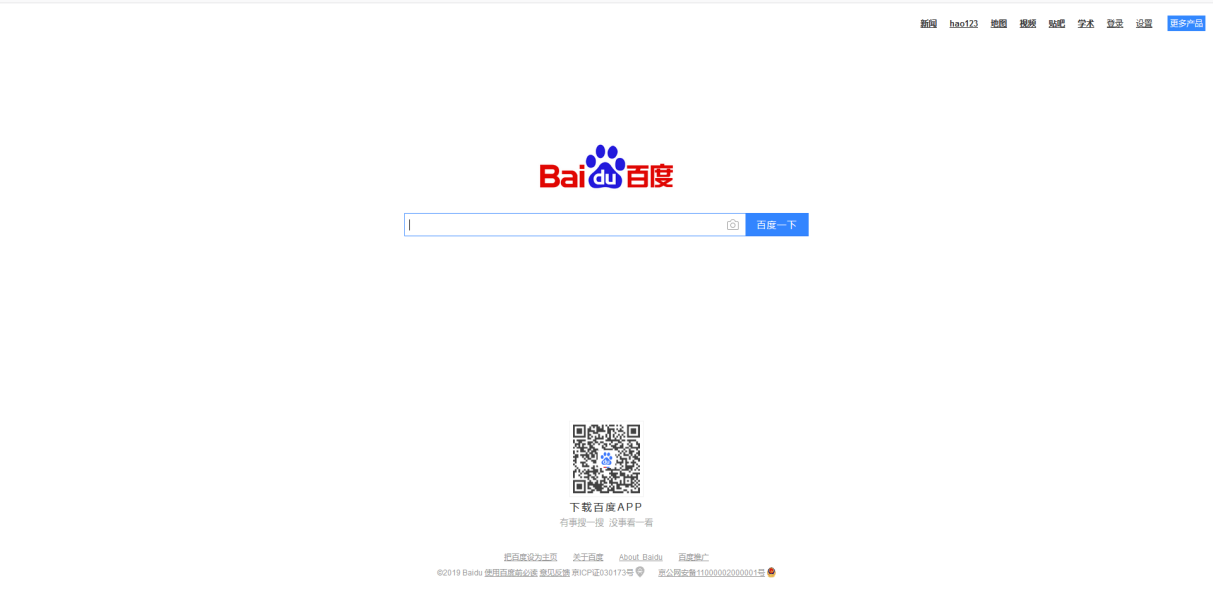 新闻 hao123 地图 视频 贴吧 学术 登录 设置 更多产品
Bai du 百度
百度一下
下载百度APP
有事搜一搜 没事看一看
把百度设为主页 关于百度 About Baidu 百度推广
©2019 Baidu 使用百度前必读 意见反馈 京ICP证030173号 京公网安备11000002000001号